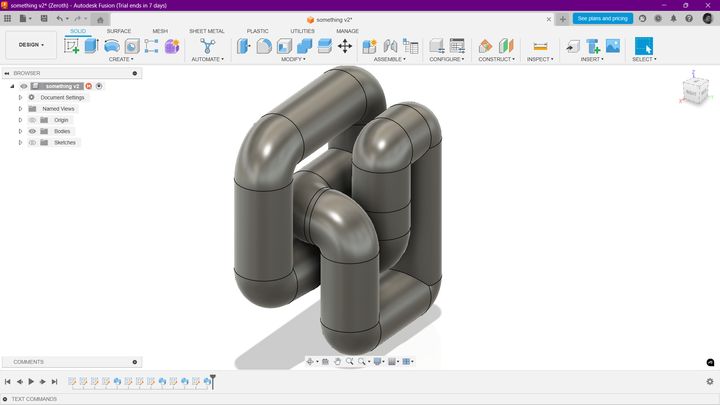 something v2* (Zeroth) - Autodesk Fusion (Trial ends in 7 days)
something v2*
See plans and pricing
DESIGN
SOLID SURFACE MESH SHEET METAL PLASTIC UTILITIES MANAGE
CREATE AUTOMATE MODIFY ASSEMBLE CONFIGURE CONSTRUCT INSPECT INSERT SELECT
BROWSER
something v2
Document Settings
Named Views
Origin
Bodies
Sketches
Z
X
RIGHT
COMMENTS
TEXT COMMANDS